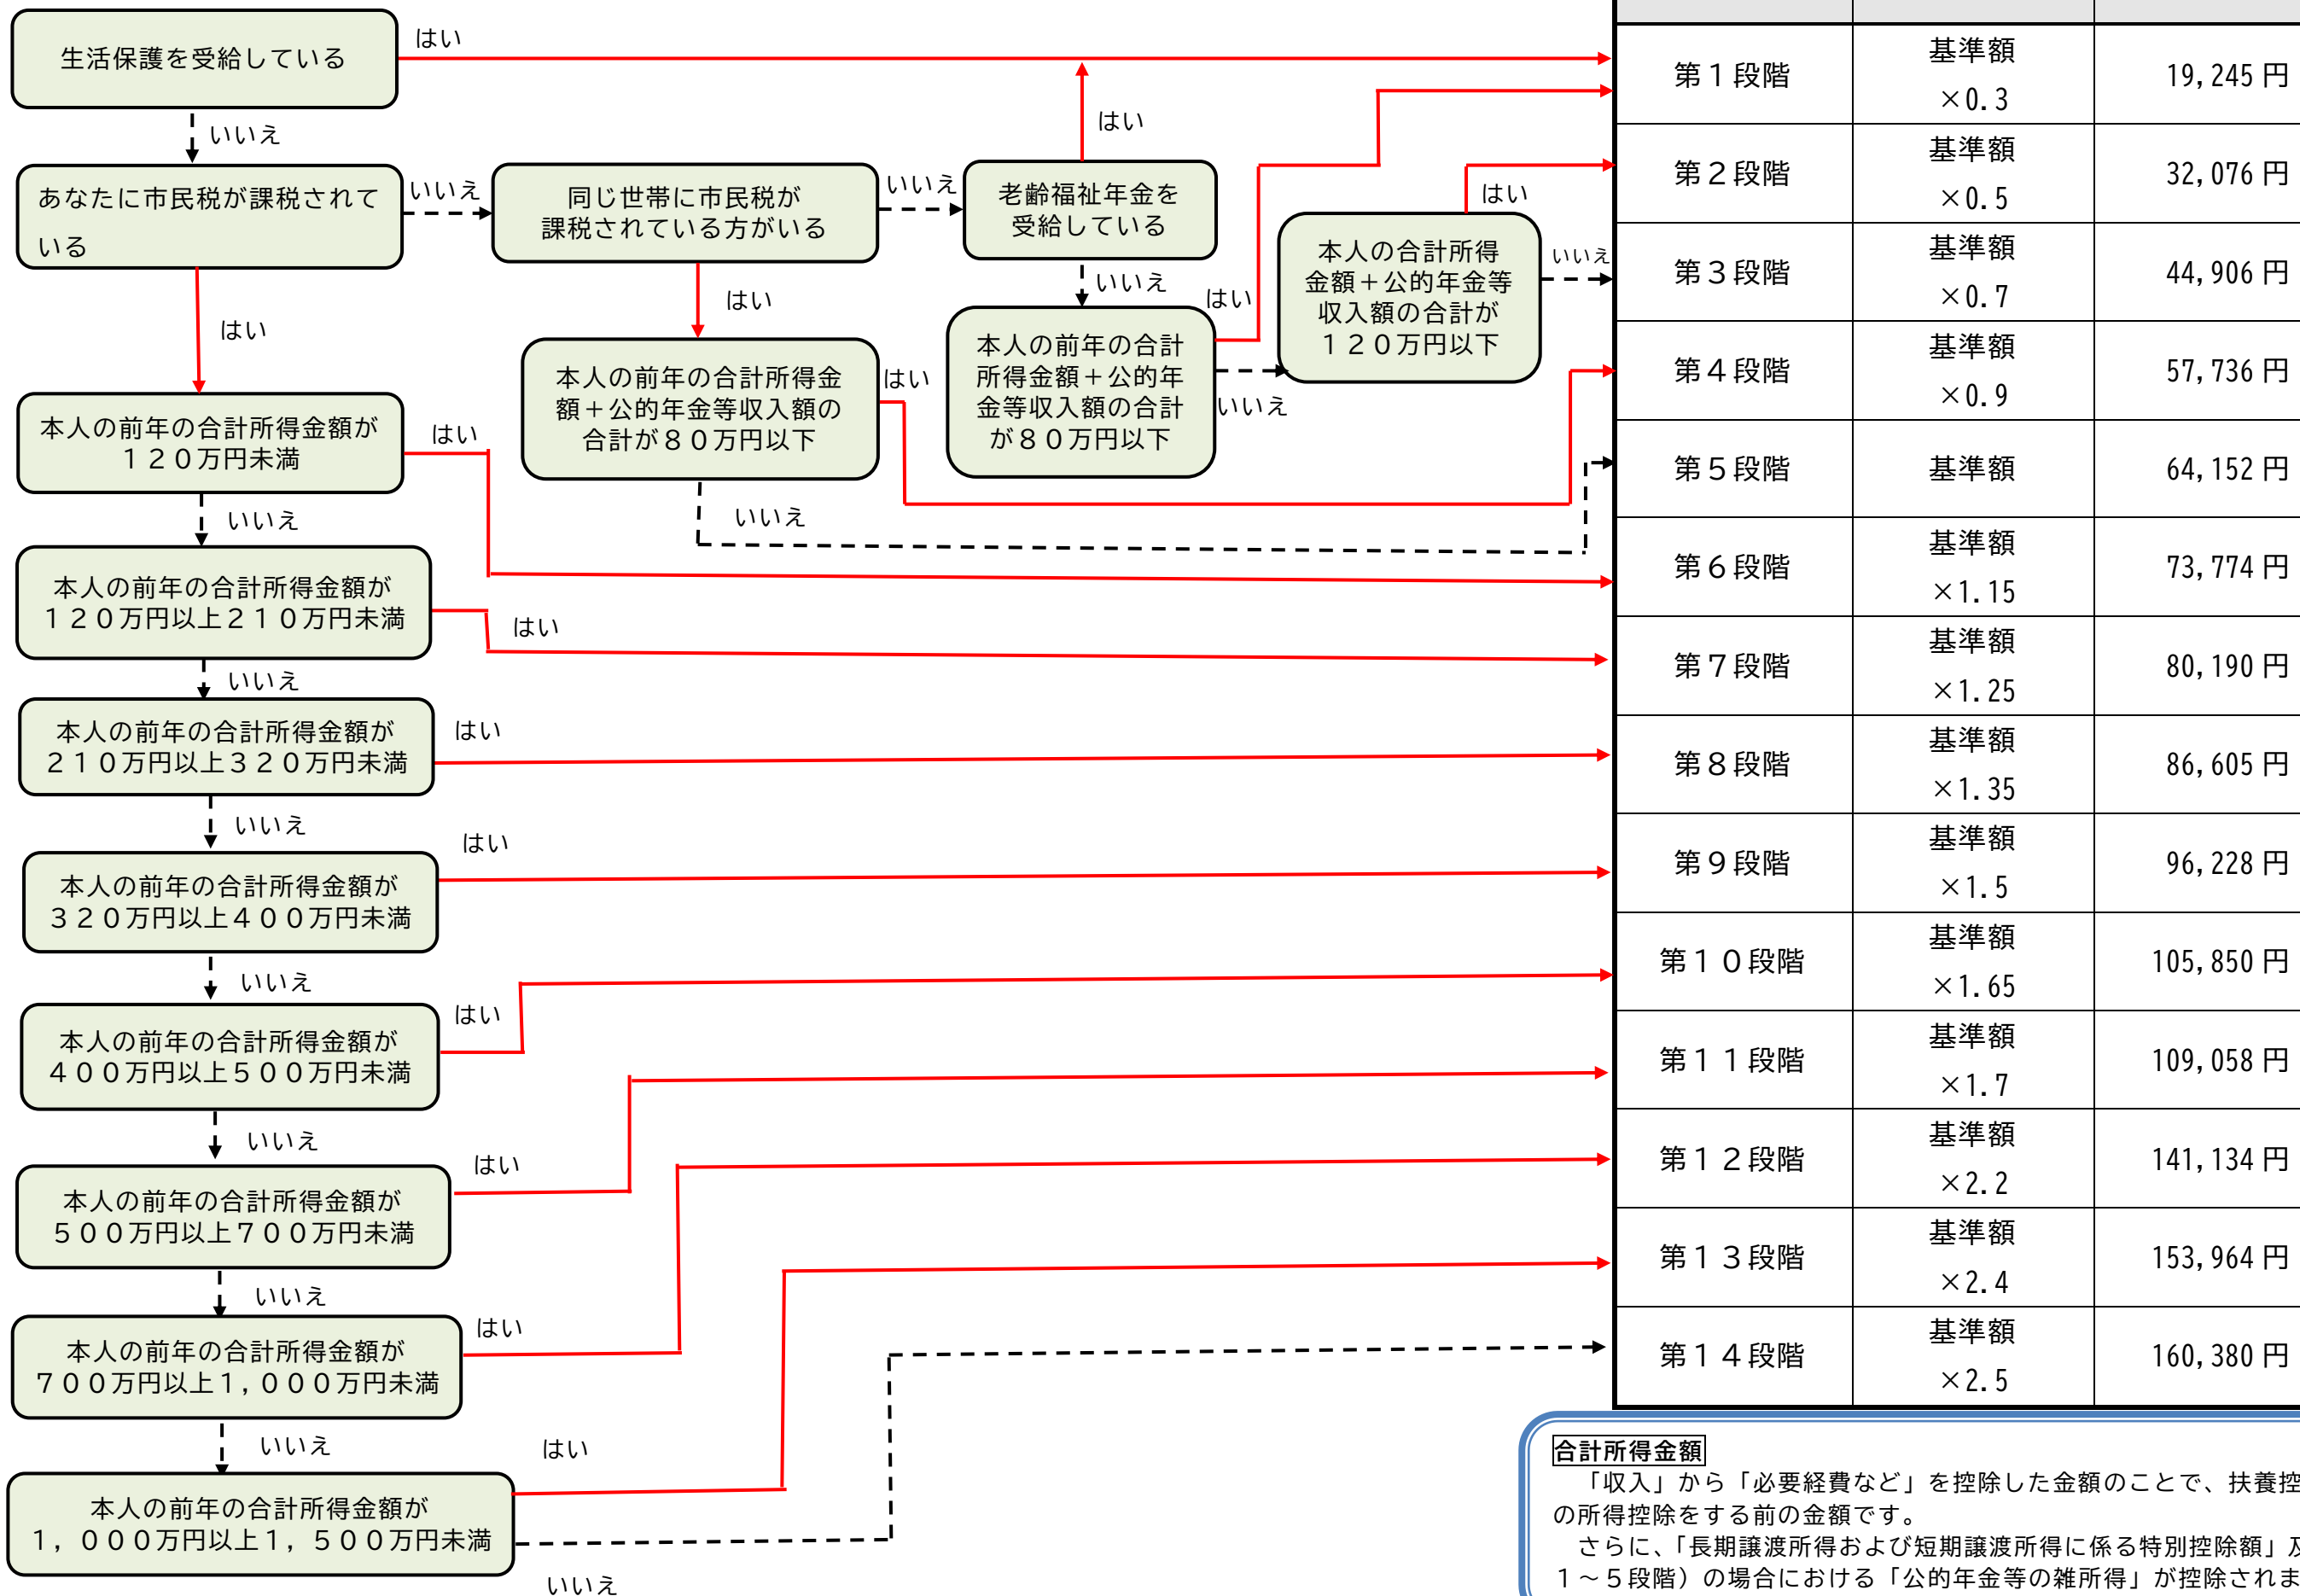 生活保護を受給している
はい
いいえ
あなたに市民税が課税されて
いる
いいえ
はい
同じ世帯に市民税が
課税されている方がいる
いいえ
はい
老齢福祉年金を
受給している
はい
いいえ
本人の合計所得
金額＋公的年金等
収入額の合計が
１２０万円以下
はい
いいえ
本人の前年の合計所得金
額＋公的年金等収入額の
合計が８０万円以下
はい
いいえ
本人の前年の合計
所得金額＋公的年
金等収入額の合計
が８０万円以下
はい
いいえ
本人の前年の合計所得金額が
１２０万円未満
はい
いいえ
本人の前年の合計所得金額が
１２０万円以上２１０万円未満
はい
いいえ
本人の前年の合計所得金額が
２１０万円以上３２０万円未満
はい
いいえ
本人の前年の合計所得金額が
３２０万円以上４００万円未満
はい
いいえ
本人の前年の合計所得金額が
４００万円以上５００万円未満
はい
いいえ
本人の前年の合計所得金額が
５００万円以上７００万円未満
はい
いいえ
本人の前年の合計所得金額が
７００万円以上１,０００万円未満
はい
いいえ
本人の前年の合計所得金額が
１，０００万円以上１，５００万円未満
はい
いいえ
第１段階 基準額 19,245 円
×0.3
第２段階 基準額 32,076 円
×0.5
第３段階 基準額 44,906 円
×0.7
第４段階 基準額 57,736 円
×0.9
第５段階 基準額 64,152 円
第６段階 基準額 73,774 円
×1.15
第７段階 基準額 80,190 円
×1.25
第８段階 基準額 86,605 円
×1.35
第９段階 基準額 96,228 円
×1.5
第１０段階 基準額 105,850 円
×1.65
第１１段階 基準額 109,058 円
×1.7
第１２段階 基準額 141,134 円
×2.2
第１３段階 基準額 153,964 円
×2.4
第１４段階 基準額 160,380 円
×2.5
合計所得金額
「収入」から「必要経費など」を控除した金額のことで、扶養控
の所得控除をする前の金額です。
さらに、「長期譲渡所得および短期譲渡所得に係る特別控除額」及
１～５段階）の場合における「公的年金等の雑所得」が控除されま